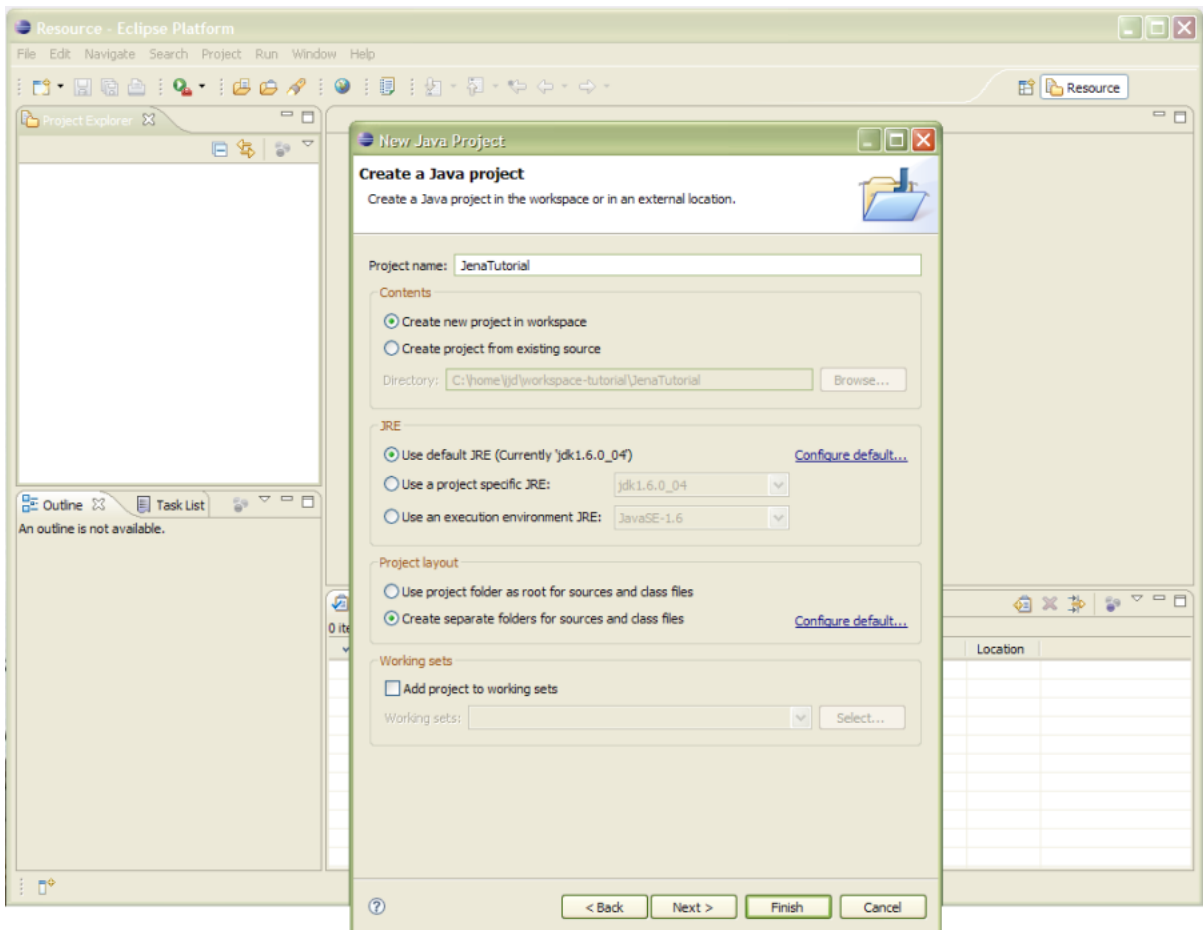 Resource - Eclipse Platform
File Edit Navigate Search Project Run Window Help
Resource
Project Explorer
New Java Project
Create a Java project
Create a Java project in the workspace or in an external location.
Project name: JenaTutorial
Contents
Create new project in workspace
Create project from existing source
Directory: C:\home\ijd\workspace-tutorial\JenaTutorial Browse...
JRE
Use default JRE (Currently 'jdk1.6.0_04') Configure default...
Use a project specific JRE: jdk1.6.0_04
Use an execution environment JRE: JavaSE-1.6
Outline Task List
An outline is not available.
Project layout
Use project folder as root for sources and class files
Create separate folders for sources and class files Configure default...
0 ite
Location
Working sets
Add project to working sets
Working sets: Select...
< Back Next > Finish Cancel